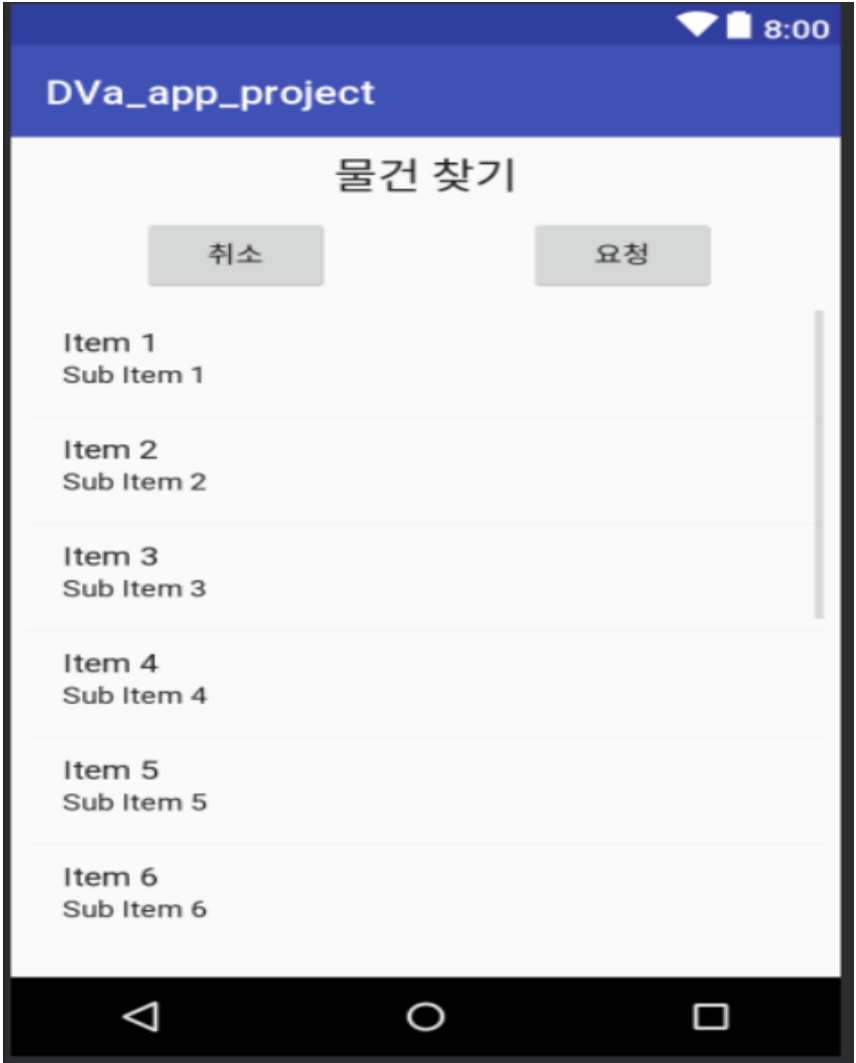 8:00
DVa_app_project
물건 찾기
취소 요청
Item 1
Sub Item 1
Item 2
Sub Item 2
Item 3
Sub Item 3
Item 4
Sub Item 4
Item 5
Sub Item 5
Item 6
Sub Item 6